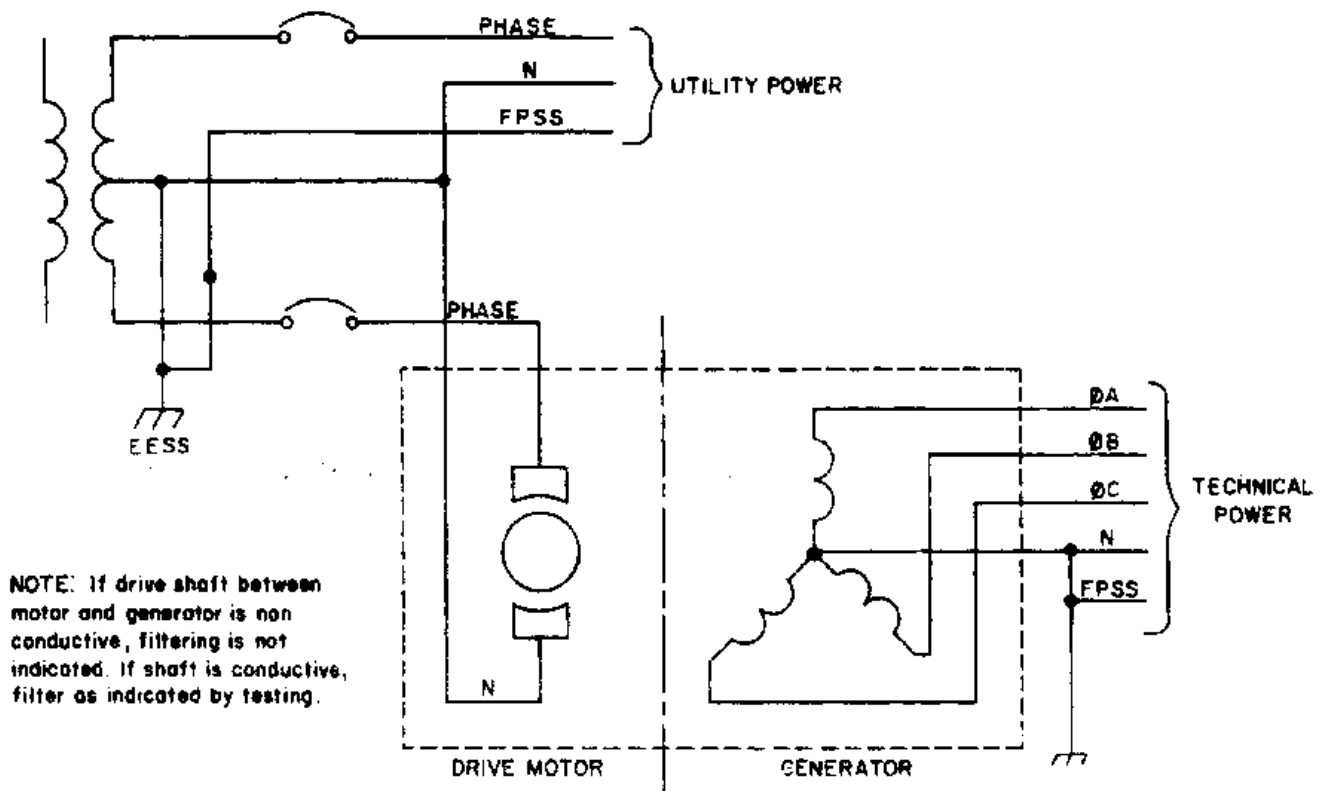 PHASE
N
UTILITY POWER
FPSS
PHASE
EESS
ØA
ØB
ØC
TECHNICAL
POWER
N
FPSS
NOTE: If drive shaft between
motor and generator is non
conductive, filtering is not
indicated. If shaft is conductive,
filter as indicated by testing.
N
DRIVE MOTOR
GENERATOR